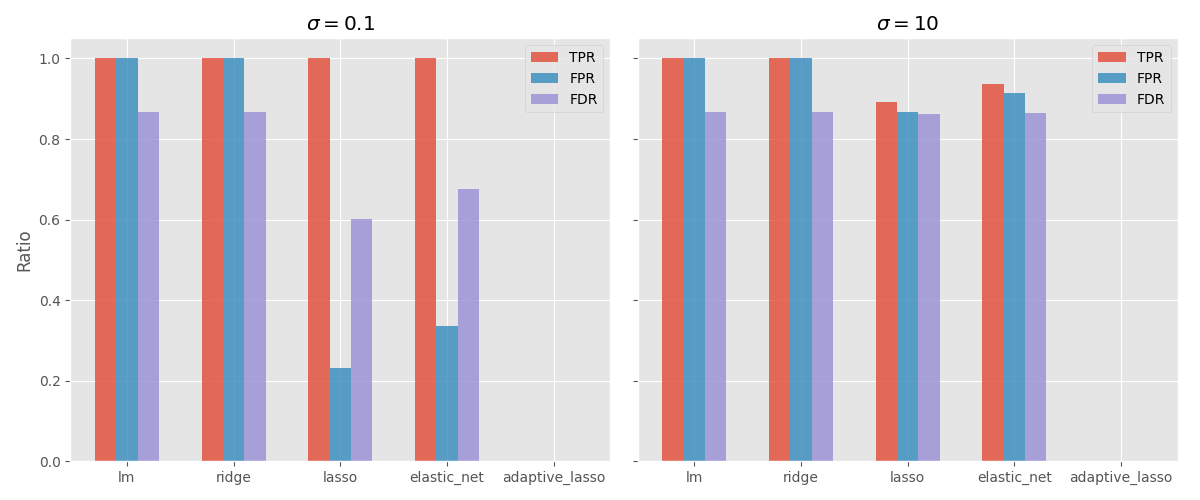 σ = 0.1
Ratio
1.0
0.8
0.6
0.4
0.2
0.0
TPR
FPR
FDR
lm ridge lasso elastic_net adaptive_lasso
σ = 10
TPR
FPR
FDR
lm ridge lasso elastic_net adaptive_lasso